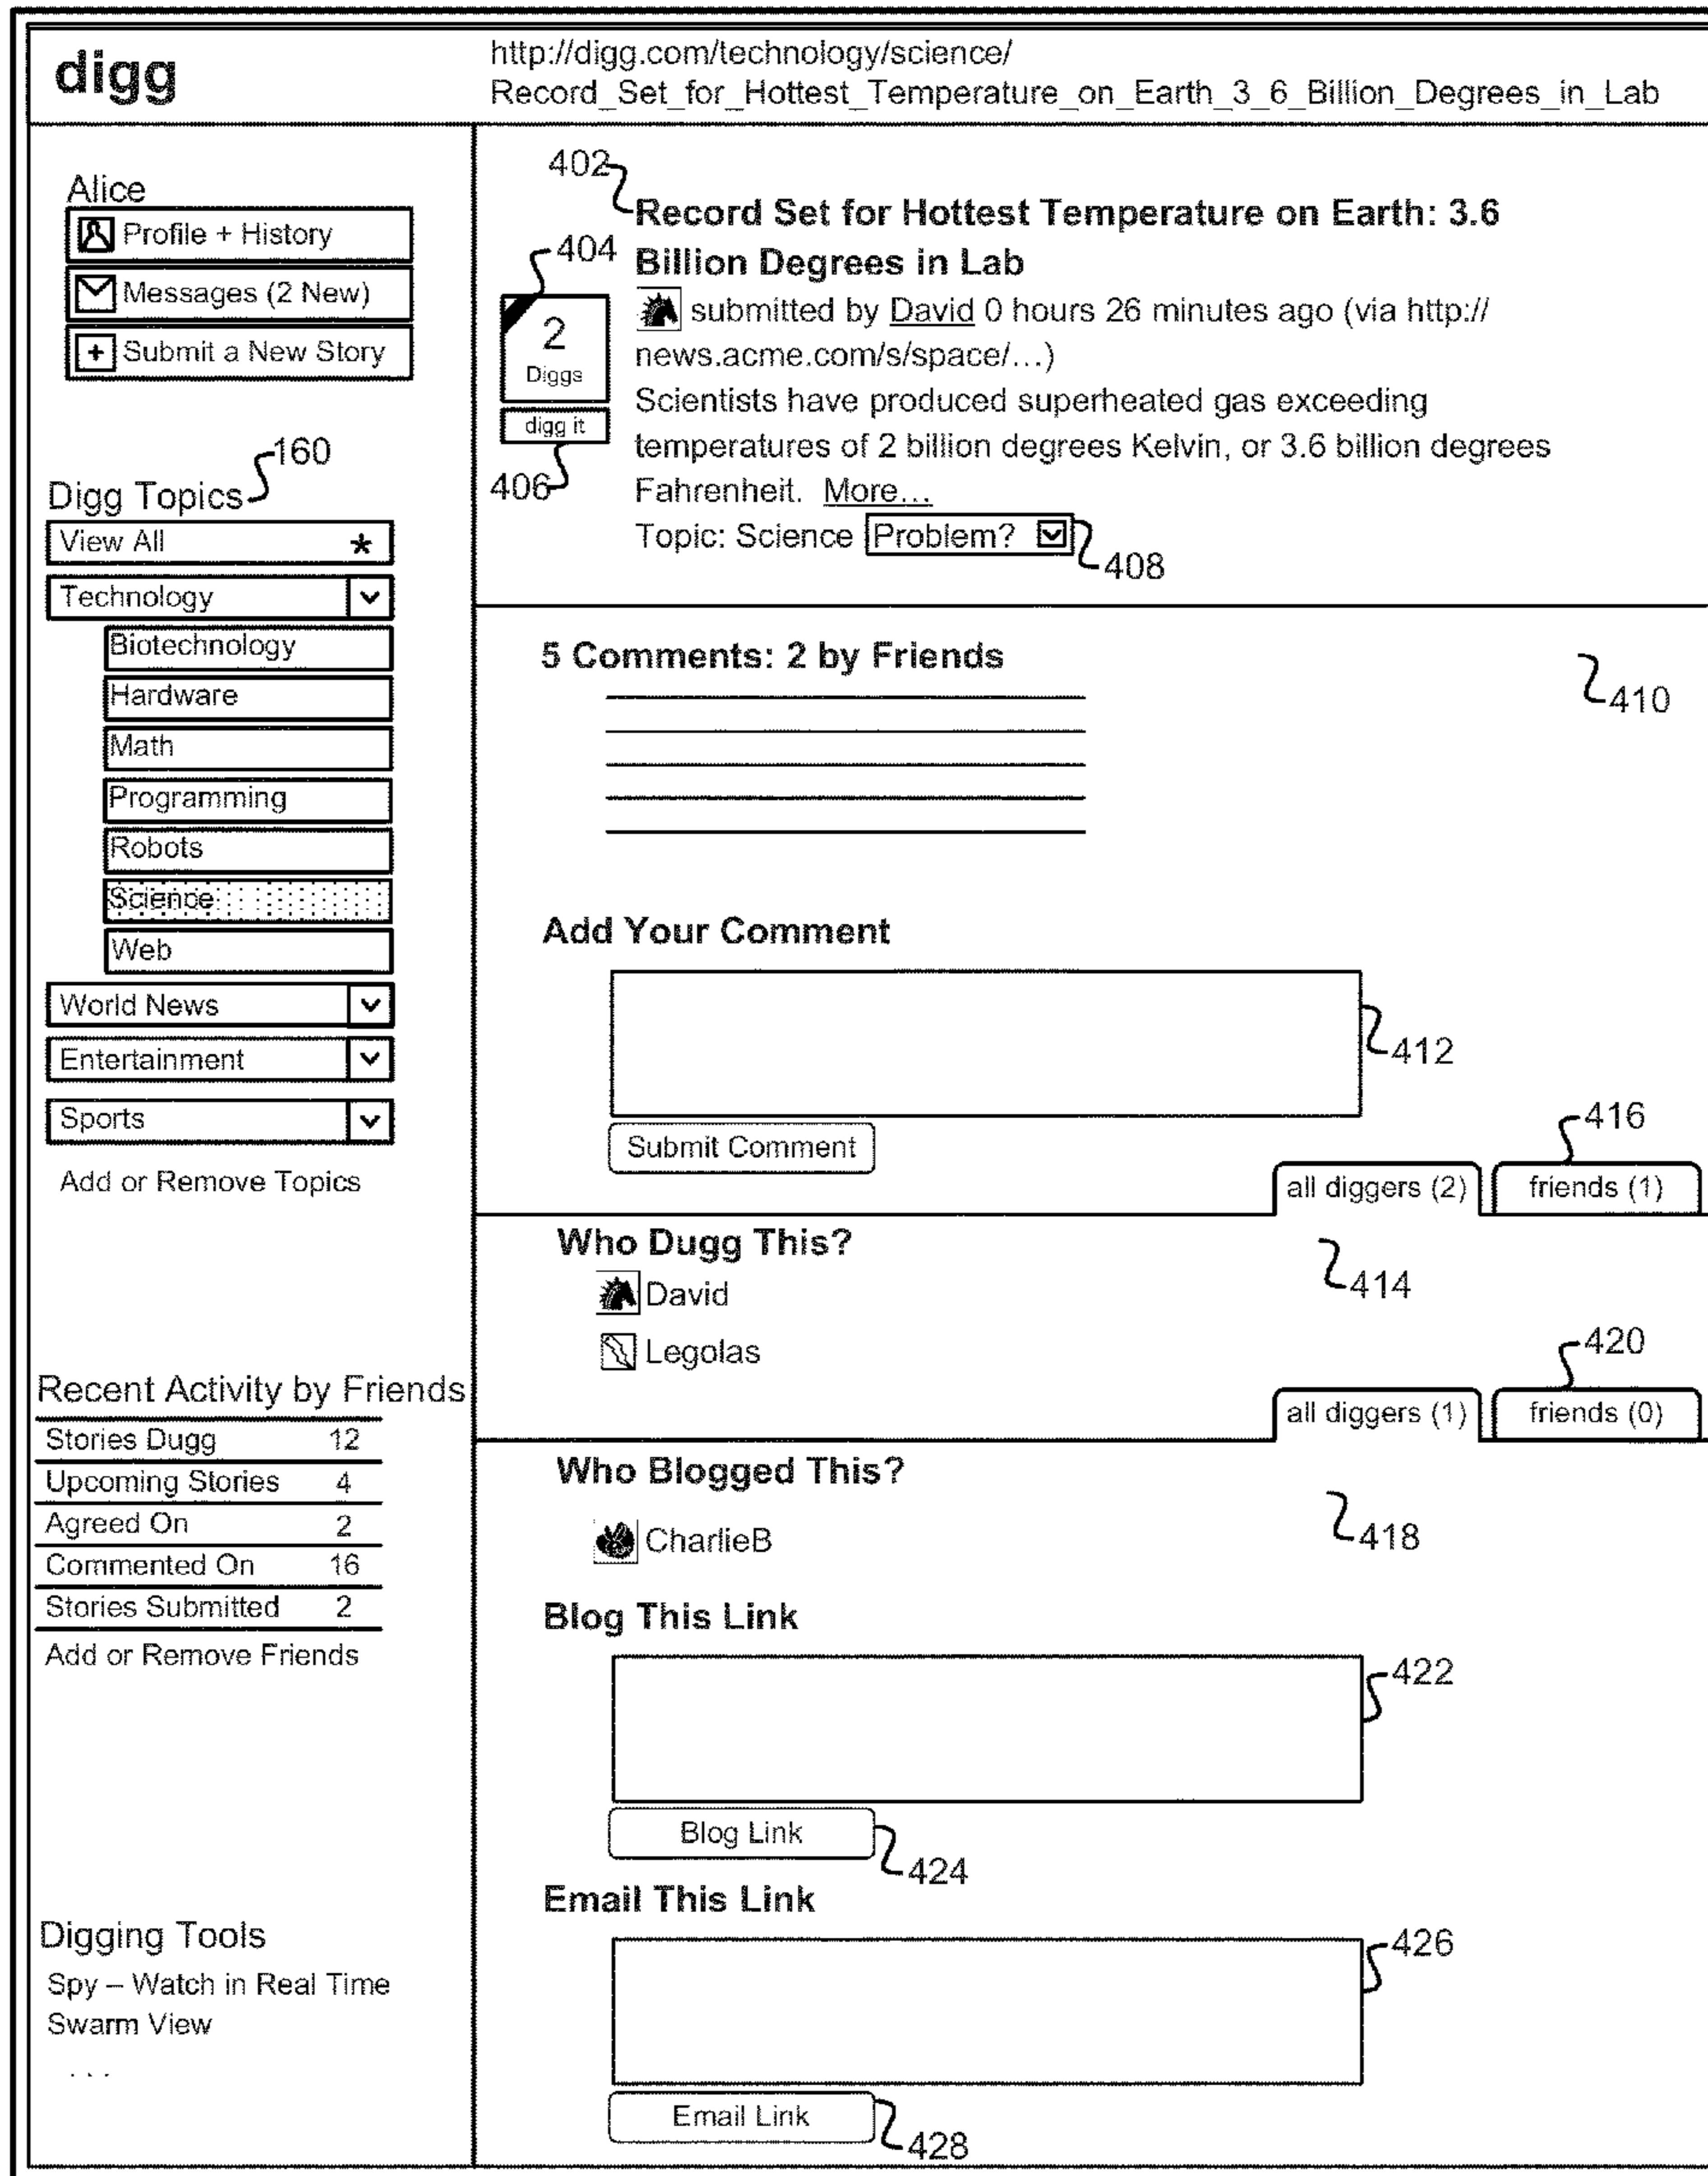 digg
http://digg.com/technology/science/
Record_Set_for_Hottest_Temperature_on_Earth_3_6_Billion_Degrees_in_Lab
Alice
Profile + History
Messages (2 New)
+ Submit a New Story
160
Digg Topics
View All *
Technology
Biotechnology
Hardware
Math
Programming
Robots
Science
Web
World News
Entertainment
Sports
Add or Remove Topics
Recent Activity by Friends
Stories Dugg 12
Upcoming Stories 4
Agreed On 2
Commented On 16
Stories Submitted 2
Add or Remove Friends
Digging Tools
Spy – Watch in Real Time
Swarm View
...
402
Record Set for Hottest Temperature on Earth: 3.6
Billion Degrees in Lab
404
2
Diggs
digg it
406
submitted by David 0 hours 26 minutes ago (via http://
news.acme.com/s/space/...)
Scientists have produced superheated gas exceeding
temperatures of 2 billion degrees Kelvin, or 3.6 billion degrees
Fahrenheit. More...
Topic: Science Problem?
408
5 Comments: 2 by Friends
410
Add Your Comment
412
Submit Comment
416
all diggers (2) friends (1)
Who Dugg This?
414
David
Legolas
420
all diggers (1) friends (0)
Who Blogged This?
418
CharlieB
Blog This Link
422
Blog Link
424
Email This Link
426
Email Link
428